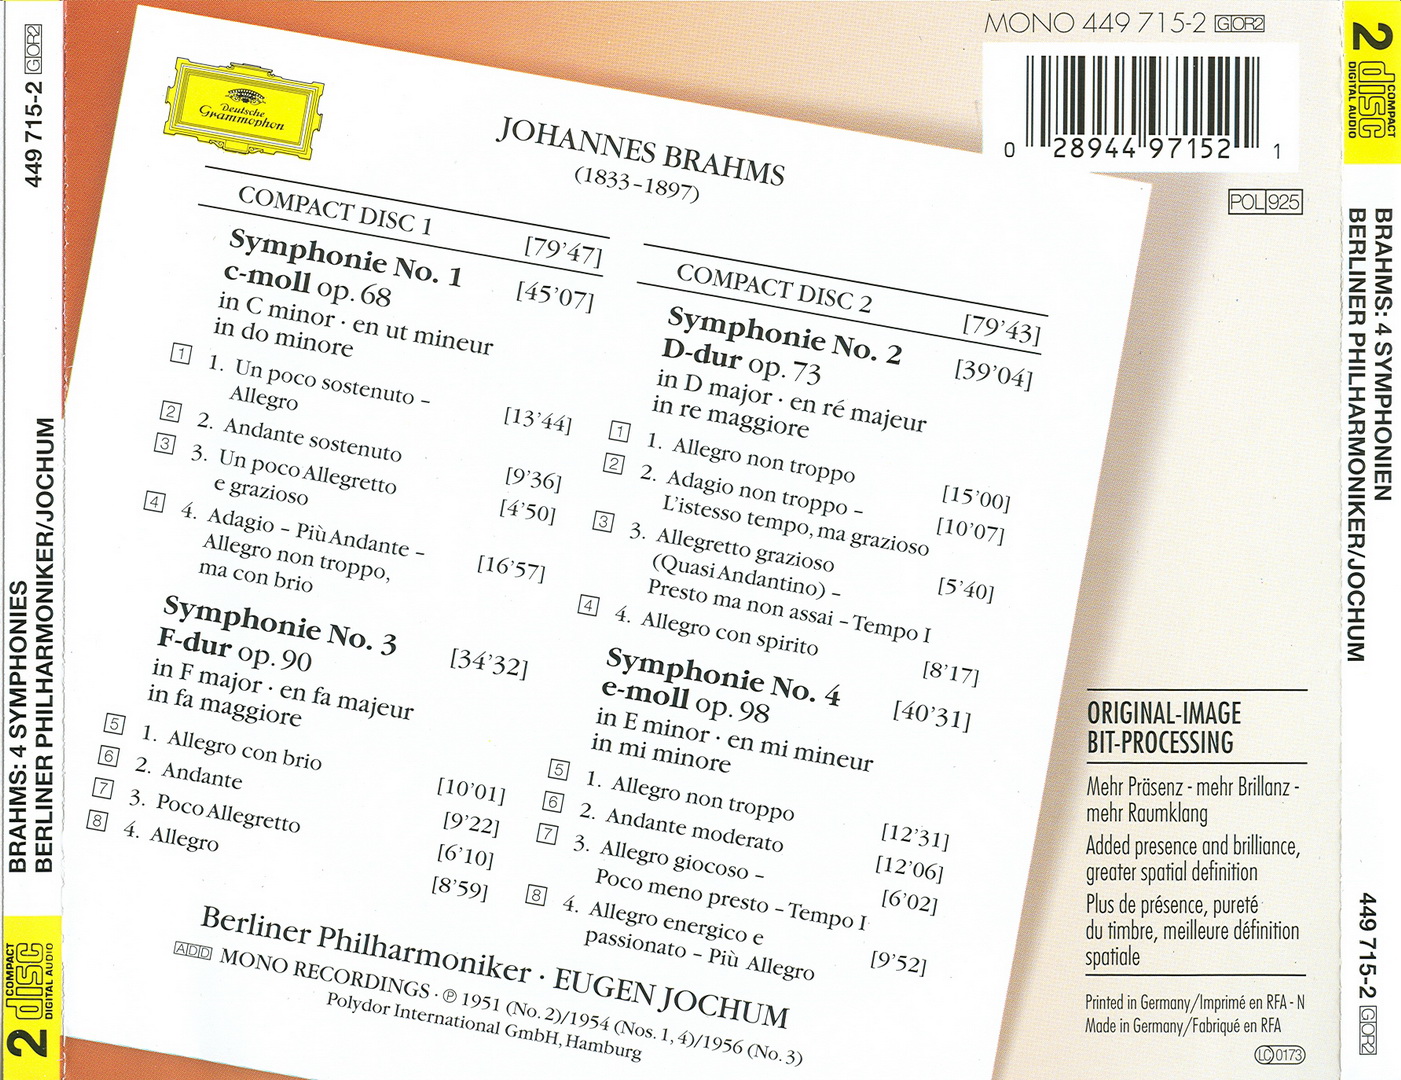 BRAHMS: 4 SYMPHONIES
BERLINER PHILHARMONIKER/JOCHUM
449 715-2 G OR2
2 COMPACT disc DIGITAL AUDIO
Deutsche
Grammophon
JOHANNES BRAHMS
(1833–1897)
COMPACT DISC 1 [79'47]
Symphonie No. 1 [45'07]
c-moll op. 68
in C minor · en ut mineur
in do minore
1 1. Un poco sostenuto –
Allegro [13'44]
2 2. Andante sostenuto [9'36]
3 3. Un poco Allegretto
e grazioso [4'50]
4 4. Adagio – Più Andante –
Allegro non troppo,
ma con brio [16'57]
Symphonie No. 3 [34'32]
F-dur op. 90
in F major · en fa majeur
in fa maggiore
5 1. Allegro con brio [10'01]
6 2. Andante [9'22]
7 3. Poco Allegretto [6'10]
8 4. Allegro [8'59]
COMPACT DISC 2 [79'43]
Symphonie No. 2 [39'04]
D-dur op. 73
in D major · en ré majeur
in re maggiore
1 1. Allegro non troppo [15'00]
2 2. Adagio non troppo –
L'istesso tempo, ma grazioso [10'07]
3 3. Allegretto grazioso
(Quasi Andantino) –
Presto ma non assai – Tempo I [5'40]
4 4. Allegro con spirito [8'17]
Symphonie No. 4 [40'31]
e-moll op. 98
in E minor · en mi mineur
in mi minore
5 1. Allegro non troppo [12'31]
6 2. Andante moderato [12'06]
7 3. Allegro giocoso –
Poco meno presto – Tempo I [6'02]
8 4. Allegro energico e
passionato – Più Allegro [9'52]
Berliner Philharmoniker · EUGEN JOCHUM
ADD MONO RECORDINGS · ℗ 1951 (No. 2)/1954 (Nos. 1, 4)/1956 (No. 3)
Polydor International GmbH, Hamburg
MONO 449 715-2 G OR2
0 28944 97152 1
POL 925
ORIGINAL-IMAGE
BIT-PROCESSING
Mehr Präsenz - mehr Brillanz -
mehr Raumklang
Added presence and brilliance,
greater spatial definition
Plus de présence, pureté
du timbre, meilleure définition
spatiale
Printed in Germany/Imprimé en RFA - N
Made in Germany/Fabriqué en RFA
LC 0173
2 COMPACT disc DIGITAL AUDIO
BRAHMS: 4 SYMPHONIEN
BERLINER PHILHARMONIKER/JOCHUM
449 715-2 G OR2